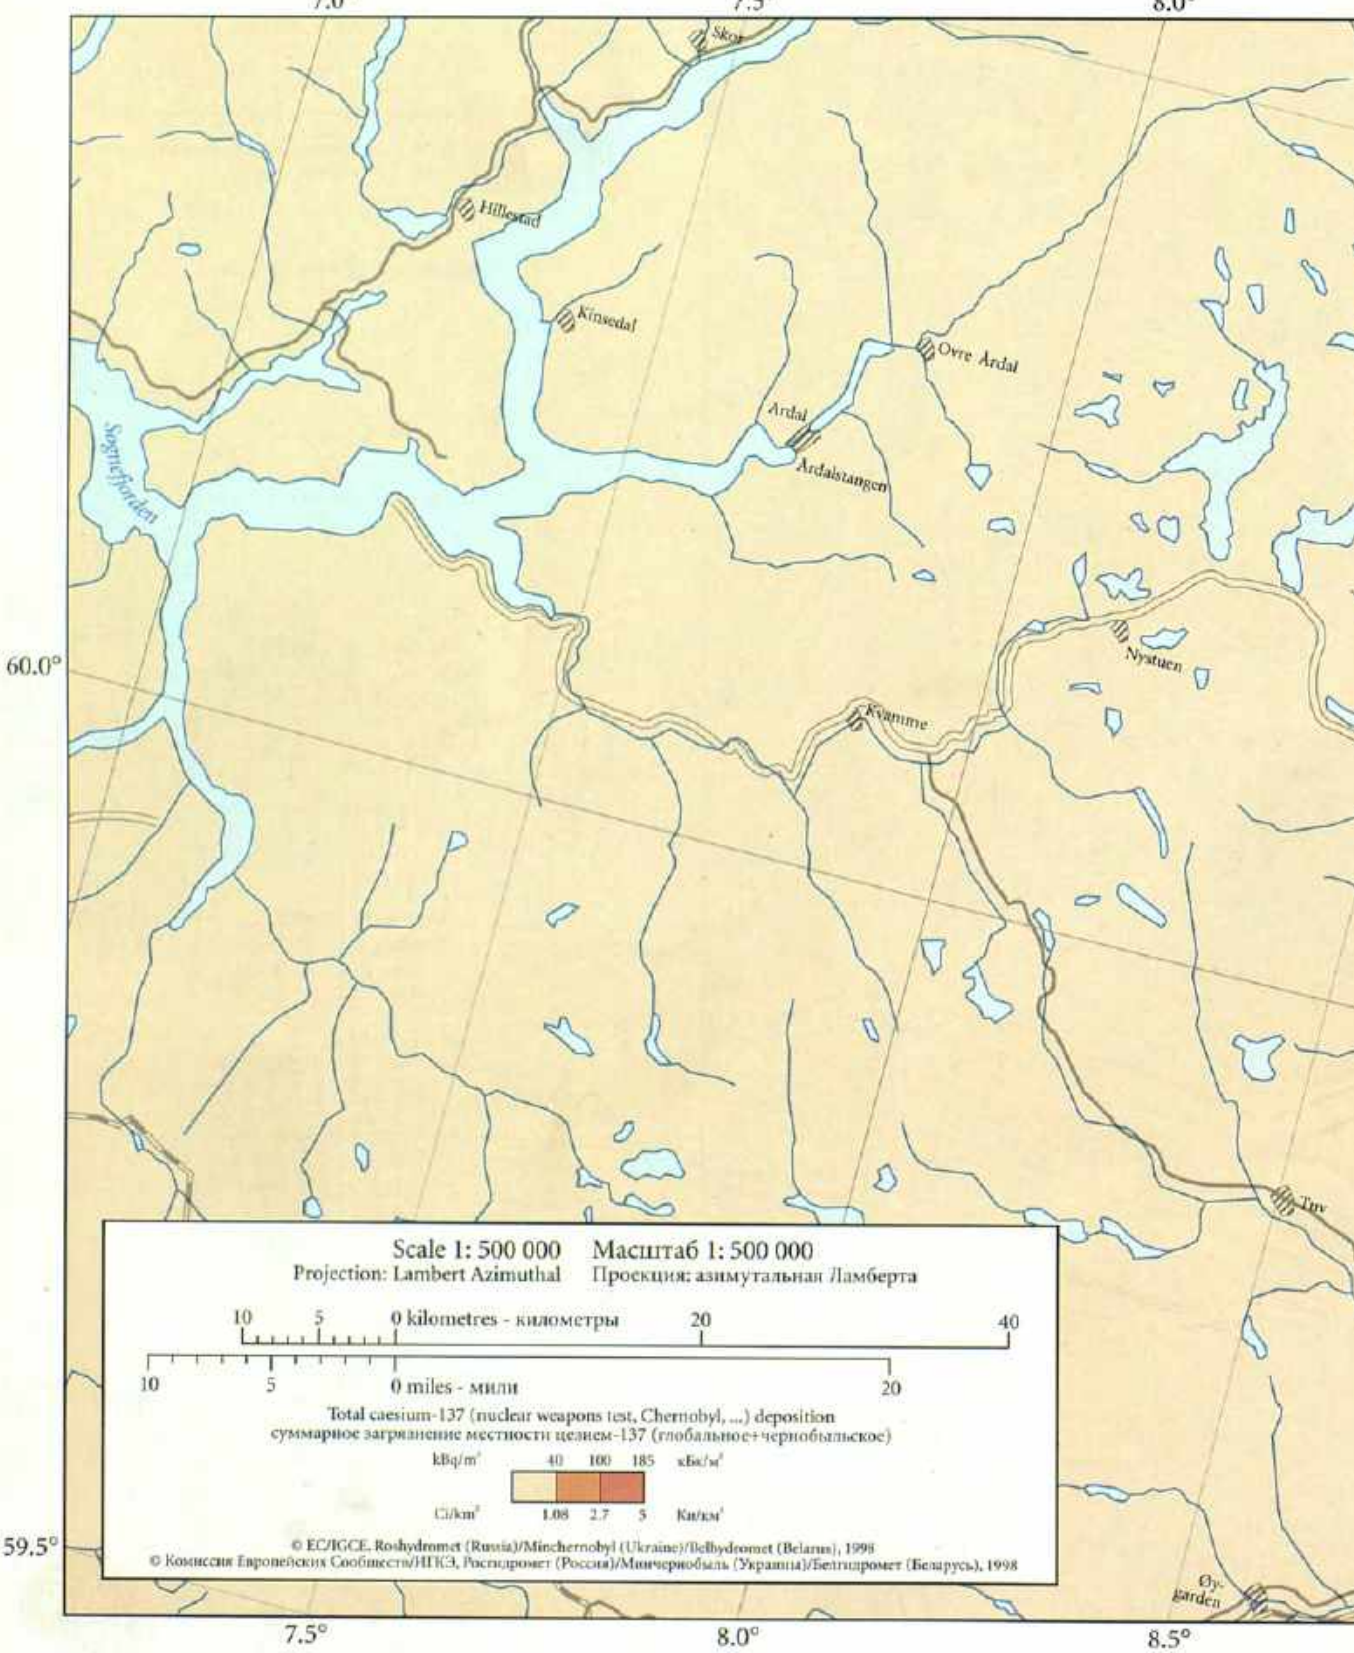 7.0°
7.5°
8.0°
Skot
Hillestad
Kinsedal
Ovre Årdal
Ardal
Årdalstangen
Sognefjorden
60.0°
Nystuen
Kvamme
Scale 1: 500 000 Масштаб 1: 500 000
Projection: Lambert Azimuthal Проекция: азимутальная Ламберта
10 5 0 kilometres - километры 20 40
10 5 0 miles - мили 20
Total caesium-137 (nuclear weapons test, Chernobyl, ...) deposition
суммарное загрязнение местности цезием-137 (глобальное+чернобыльское)
kBq/m² 40 100 185 кБк/м²
Ci/km² 1.08 2.7 5 Ки/км²
© EC/IGCE, Roshydromet (Russia)/Minchernobyl (Ukraine)/Belhydromet (Belarus), 1998
© Комиссия Европейских Сообществ/ИГКЭ, Росгидромет (Россия)/Минчернобыль (Украина)/Белгидромет (Беларусь), 1998
59.5°
Øy-
garden
7.5°
8.0°
8.5°